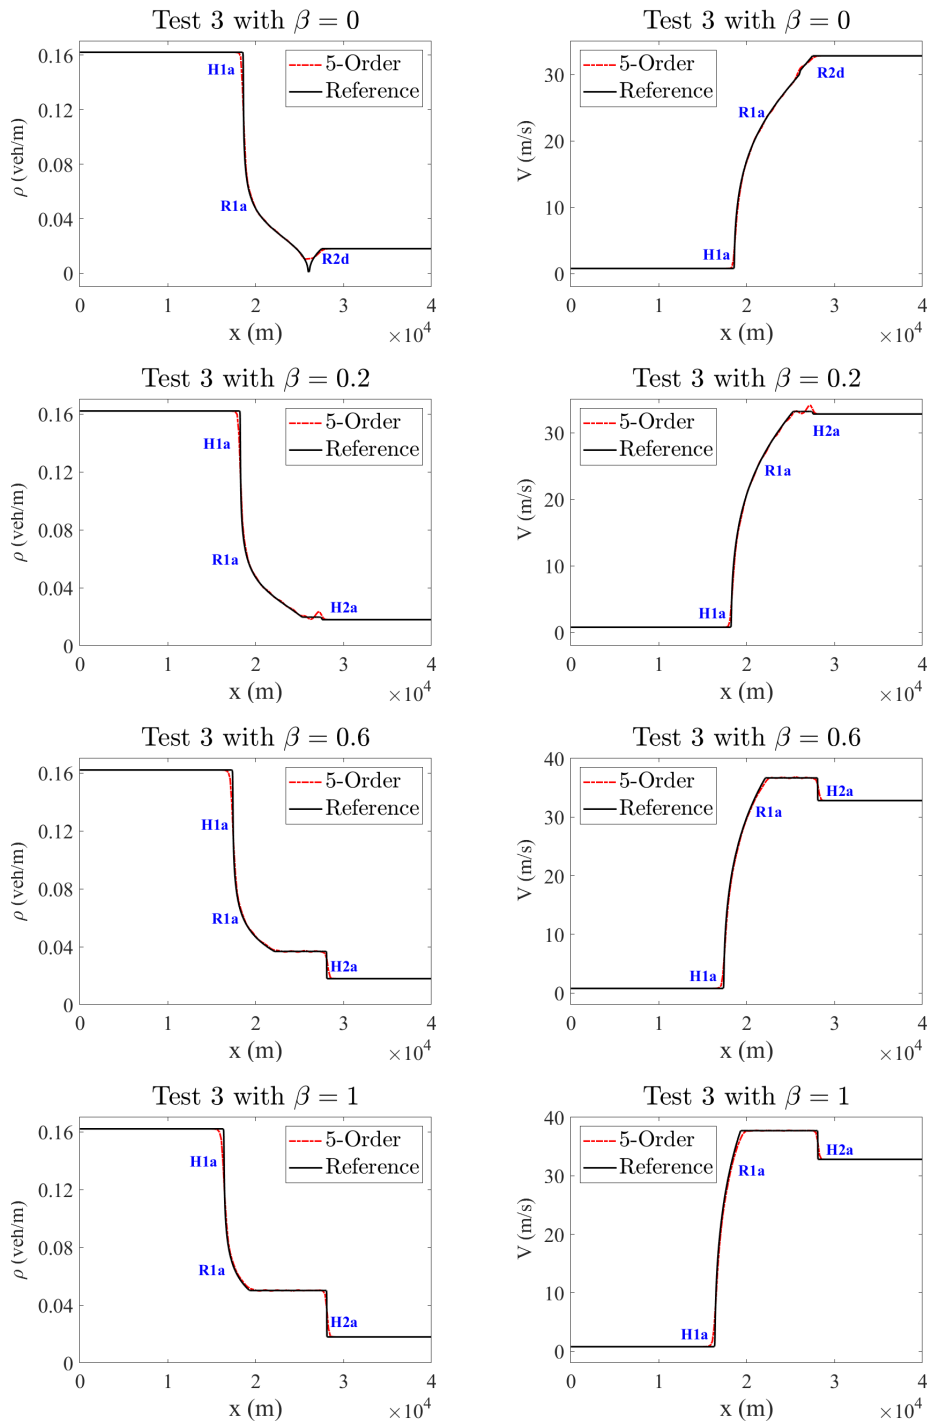 Test 3 with β = 0
ρ (veh/m)
0.16
0.12
0.08
0.04
0
0 1 2 3 4
×10⁴
x (m)
5-Order
Reference
H1a
R1a
R2d
Test 3 with β = 0
V (m/s)
30
20
10
0
0 1 2 3 4
×10⁴
x (m)
5-Order
Reference
R2d
R1a
H1a
Test 3 with β = 0.2
ρ (veh/m)
0.16
0.12
0.08
0.04
0
0 1 2 3 4
×10⁴
x (m)
5-Order
Reference
H1a
R1a
H2a
Test 3 with β = 0.2
V (m/s)
30
20
10
0
0 1 2 3 4
×10⁴
x (m)
5-Order
Reference
H2a
R1a
H1a
Test 3 with β = 0.6
ρ (veh/m)
0.16
0.12
0.08
0.04
0
0 1 2 3 4
×10⁴
x (m)
5-Order
Reference
H1a
R1a
H2a
Test 3 with β = 0.6
V (m/s)
40
30
20
10
0
0 1 2 3 4
×10⁴
x (m)
5-Order
Reference
H2a
R1a
H1a
Test 3 with β = 1
ρ (veh/m)
0.16
0.12
0.08
0.04
0
0 1 2 3 4
×10⁴
x (m)
5-Order
Reference
H1a
R1a
H2a
Test 3 with β = 1
V (m/s)
40
30
20
10
0
0 1 2 3 4
×10⁴
x (m)
5-Order
Reference
H2a
R1a
H1a